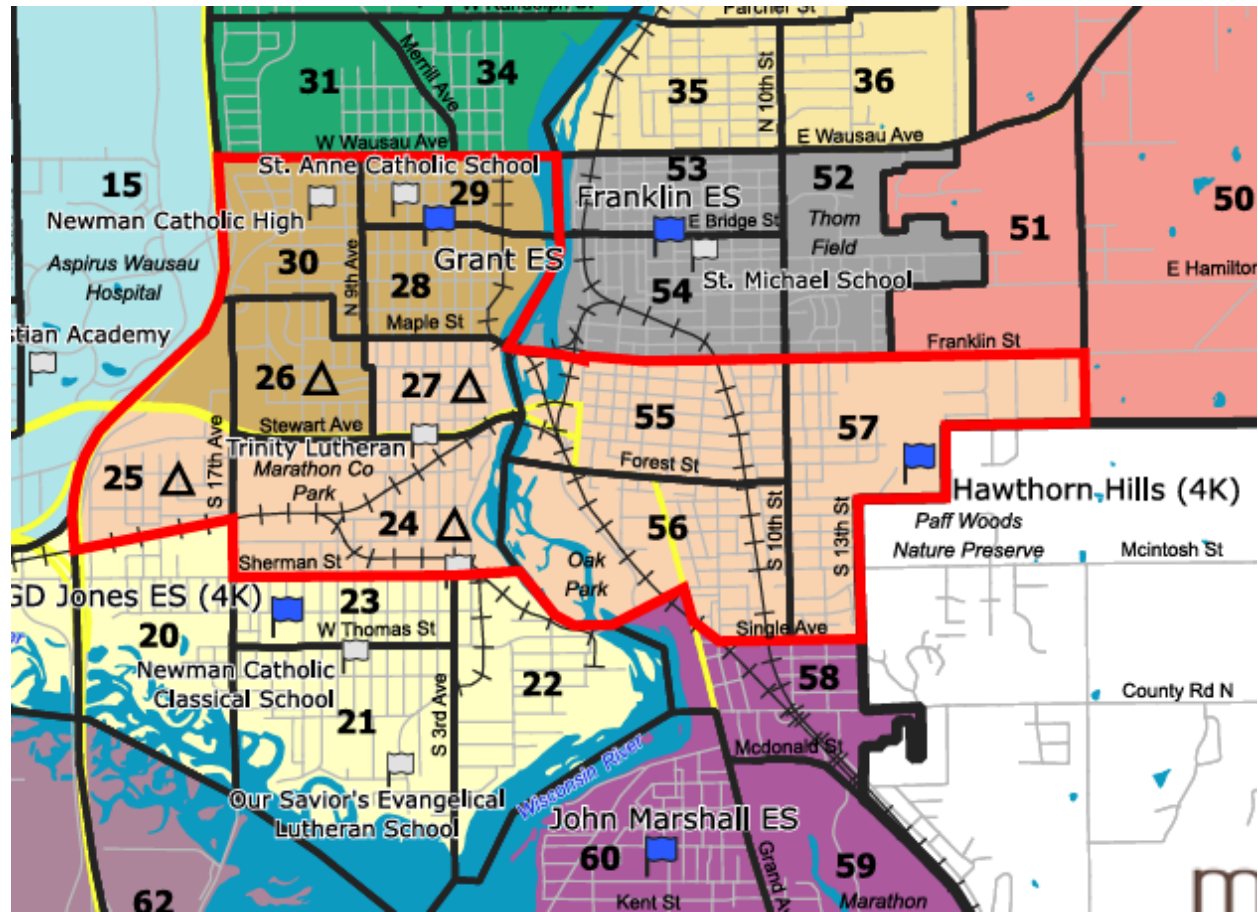 W Randolph St
Parcher St
31
Merrill Ave
34
35
N 10th St
36
W Wausau Ave
E Wausau Ave
St. Anne Catholic School
15
29
53
52
50
Newman Catholic High
Franklin ES
E Bridge St
Thom
Field
51
Aspirus Wausau
Hospital
30
N 9th Ave
28
Grant ES
54
St. Michael School
E Hamilton
Maple St
stian Academy
Franklin St
26
27
55
57
Stewart Ave
Trinity Lutheran
Marathon Co
Park
Forest St
25
S 17th Ave
24
56
S 10th St
S 13th St
Hawthorn Hills (4K)
Paff Woods
Nature Preserve
Mcintosh St
Sherman St
Oak
Park
GD Jones ES (4K)
20
23
W Thomas St
Single Ave
Newman Catholic
Classical School
22
58
County Rd N
21
S 3rd Ave
Mcdonald St
Wisconsin River
Our Savior's Evangelical
Lutheran School
John Marshall ES
60
Grand Av
59
62
Kent St
Marathon
m